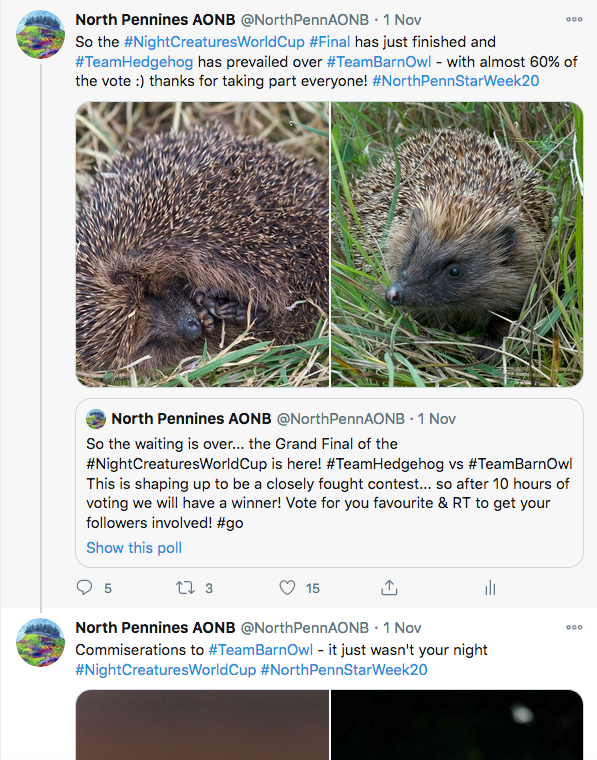 North Pennines AONB @NorthPennAONB · 1 Nov
So the #NightCreaturesWorldCup #Final has just finished and
#TeamHedgehog has prevailed over #TeamBarnOwl - with almost 60% of
the vote :) thanks for taking part everyone! #NorthPennStarWeek20
North Pennines AONB @NorthPennAONB · 1 Nov
So the waiting is over... the Grand Final of the
#NightCreaturesWorldCup is here! #TeamHedgehog vs #TeamBarnOwl
This is shaping up to be a closely fought contest... so after 10 hours of
voting we will have a winner! Vote for you favourite & RT to get your
followers involved! #go
Show this poll
5 3 15
North Pennines AONB @NorthPennAONB · 1 Nov
Commiserations to #TeamBarnOwl - it just wasn't your night
#NightCreaturesWorldCup #NorthPennStarWeek20